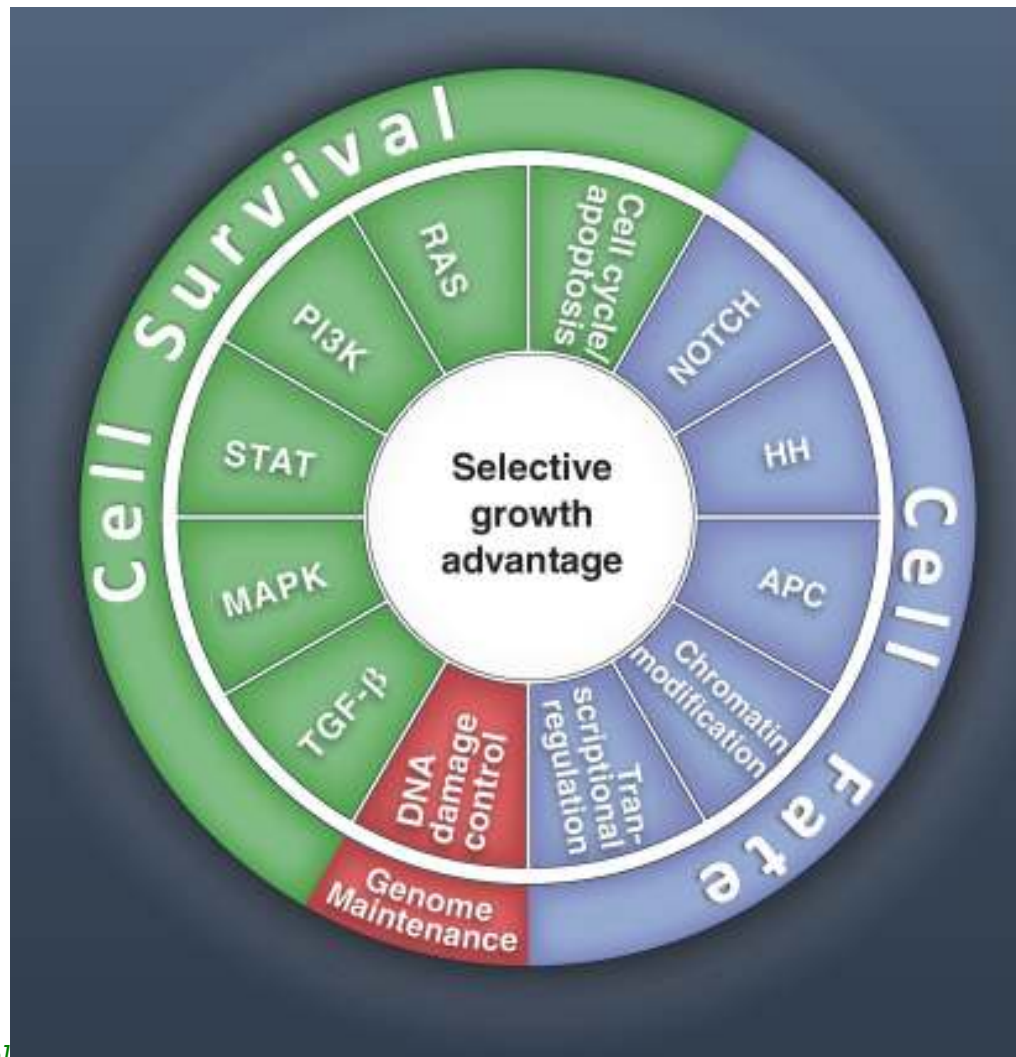 Cell Survival
Cell Fate
Genome
Maintenance
Cell cycle/
apoptosis
NOTCH
HH
APC
Chromatin
modification
Tran-
scriptional
regulation
DNA
damage
control
TGF-β
MAPK
STAT
PI3K
RAS
Selective
growth
advantage